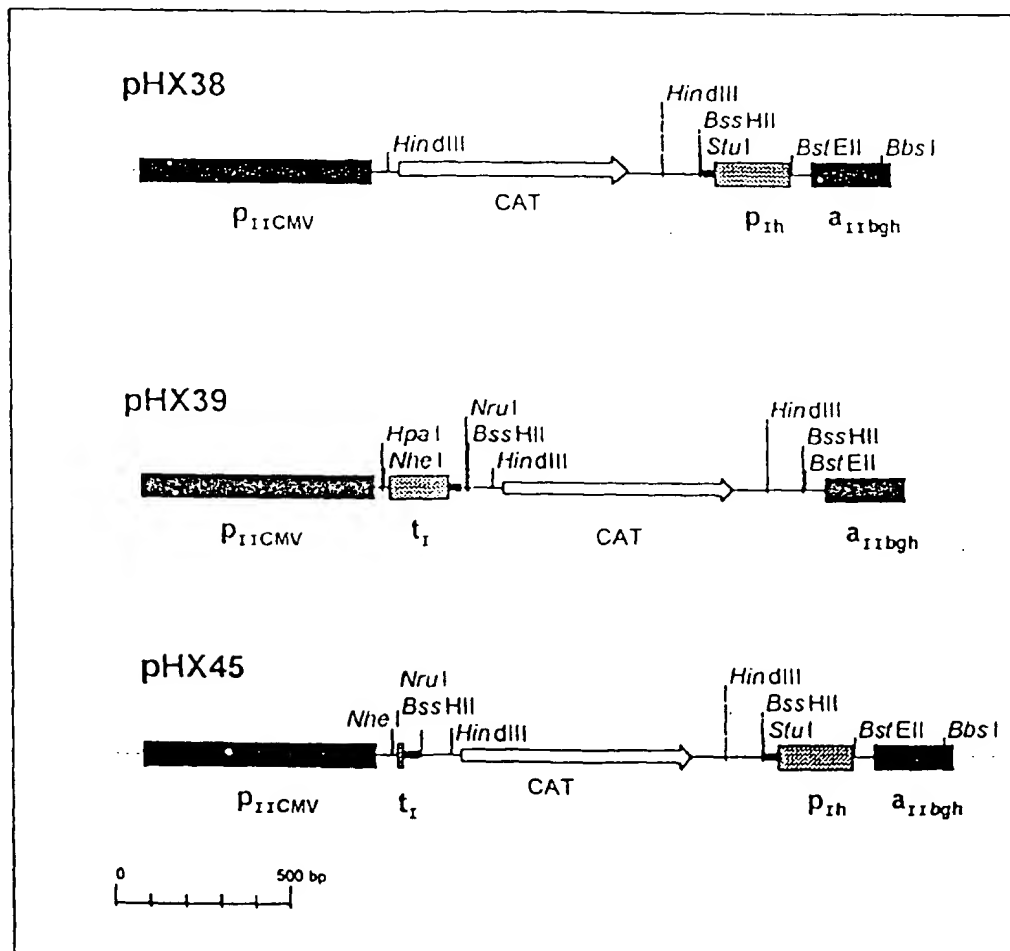 pHX38
HindIII
HindIII
BssHII
StuI
BstEII
BbsI
CAT
pIICMV
pIh
aIIbgh
pHX39
HpaI
NheI
NruI
BssHII
HindIII
HindIII
BssHII
BstEII
pIICMV
tI
CAT
aIIbgh
pHX45
NheI
NruI
BssHII
HindIII
HindIII
BssHII
StuI
BstEII
BbsI
CAT
pIICMV
tI
pIh
aIIbgh
0 500 bp